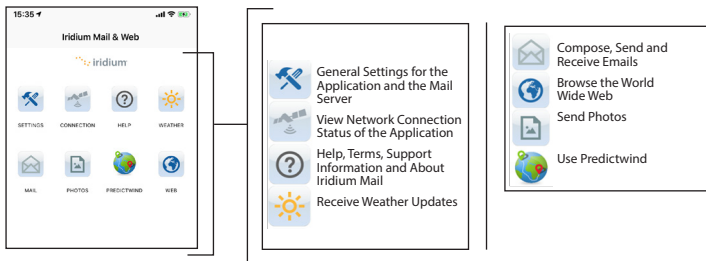 15:35
Iridium Mail & Web
iridium
SETTINGS
CONNECTION
HELP
WEATHER
MAIL
PHOTOS
PREDICTWIND
WEB
General Settings for the
Application and the Mail
Server
View Network Connection
Status of the Application
Help, Terms, Support
Information and About
Iridium Mail
Receive Weather Updates
Compose, Send and
Receive Emails
Browse the World
Wide Web
Send Photos
Use Predictwind